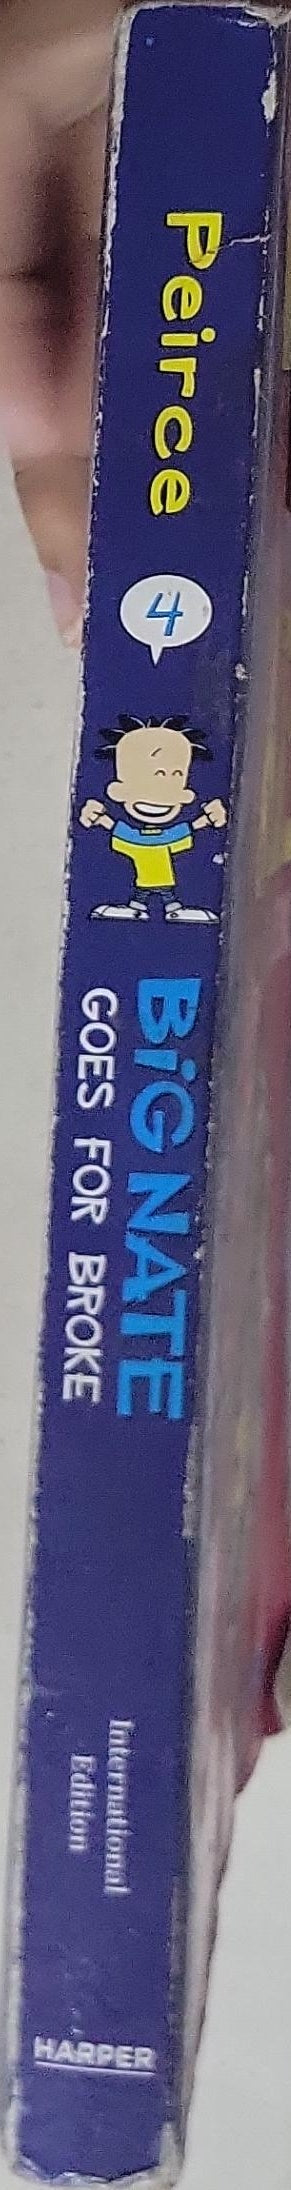 Peirce
4
BiG NATE
GOES FOR BROKE
International
Edition
HARPER